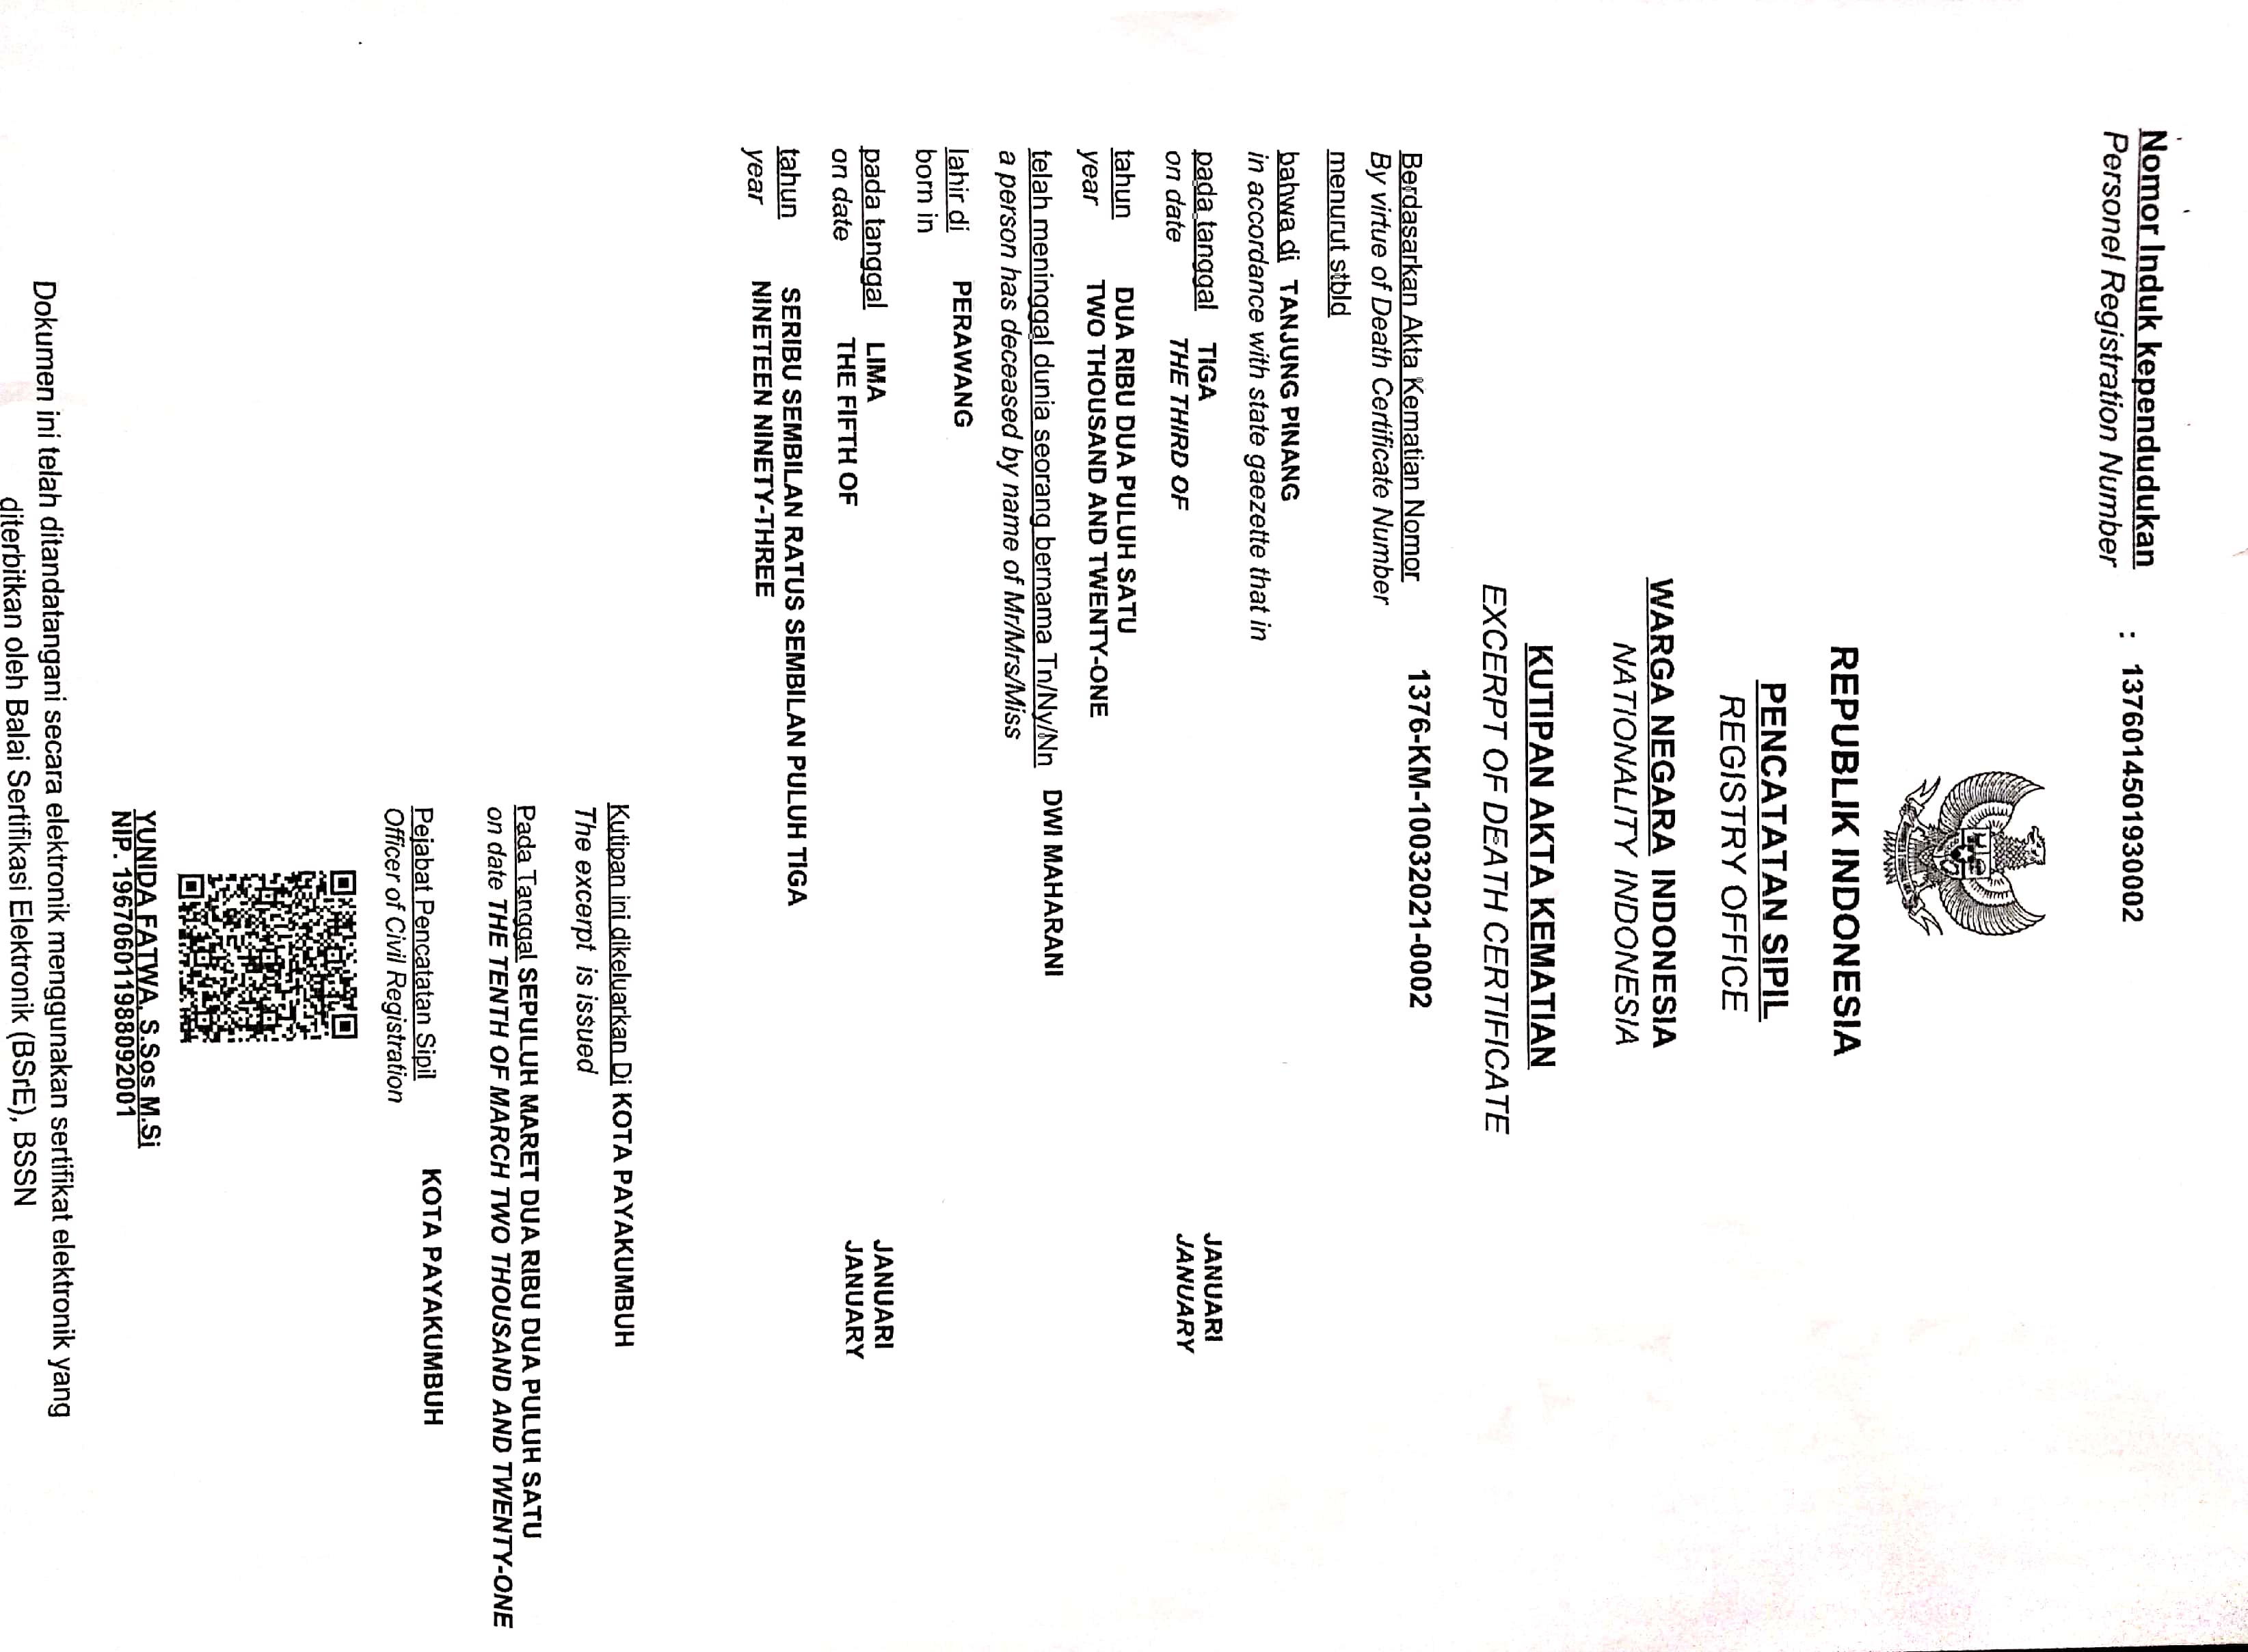 Nomor Induk kependudukan : 1376014501930002
Personel Registration Number
REPUBLIK INDONESIA
PENCATATAN SIPIL
REGISTRY OFFICE
WARGA NEGARA INDONESIA
NATIONALITY INDONESIA
KUTIPAN AKTA KEMATIAN
EXCERPT OF DEATH CERTIFICATE
Berdasarkan Akta Kematian Nomor 1376-KM-10032021-0002
By virtue of Death Certificate Number
menurut stbld
bahwa di TANJUNG PINANG
in accordance with state gaezette that in
pada tanggal TIGA JANUARI
on date THE THIRD OF JANUARY
tahun DUA RIBU DUA PULUH SATU
year TWO THOUSAND AND TWENTY-ONE
telah meninggal dunia seorang bernama Tn/Ny/Nn DWI MAHARANI
a person has deceased by name of Mr/Mrs/Miss
lahir di PERAWANG
born in
pada tanggal LIMA JANUARI
on date THE FIFTH OF JANUARY
tahun SERIBU SEMBILAN RATUS SEMBILAN PULUH TIGA
year NINETEEN NINETY-THREE
Kutipan ini dikeluarkan Di KOTA PAYAKUMBUH
The excerpt is issued
Pada Tanggal SEPULUH MARET DUA RIBU DUA PULUH SATU
on date THE TENTH OF MARCH TWO THOUSAND AND TWENTY-ONE
Pejabat Pencatatan Sipil KOTA PAYAKUMBUH
Officer of Civil Registration
YUNIDA FATWA, S.Sos M.Si
NIP. 196706011988092001
Dokumen ini telah ditandatangani secara elektronik menggunakan sertifikat elektronik yang
diterbitkan oleh Balai Sertifikasi Elektronik (BSrE), BSSN